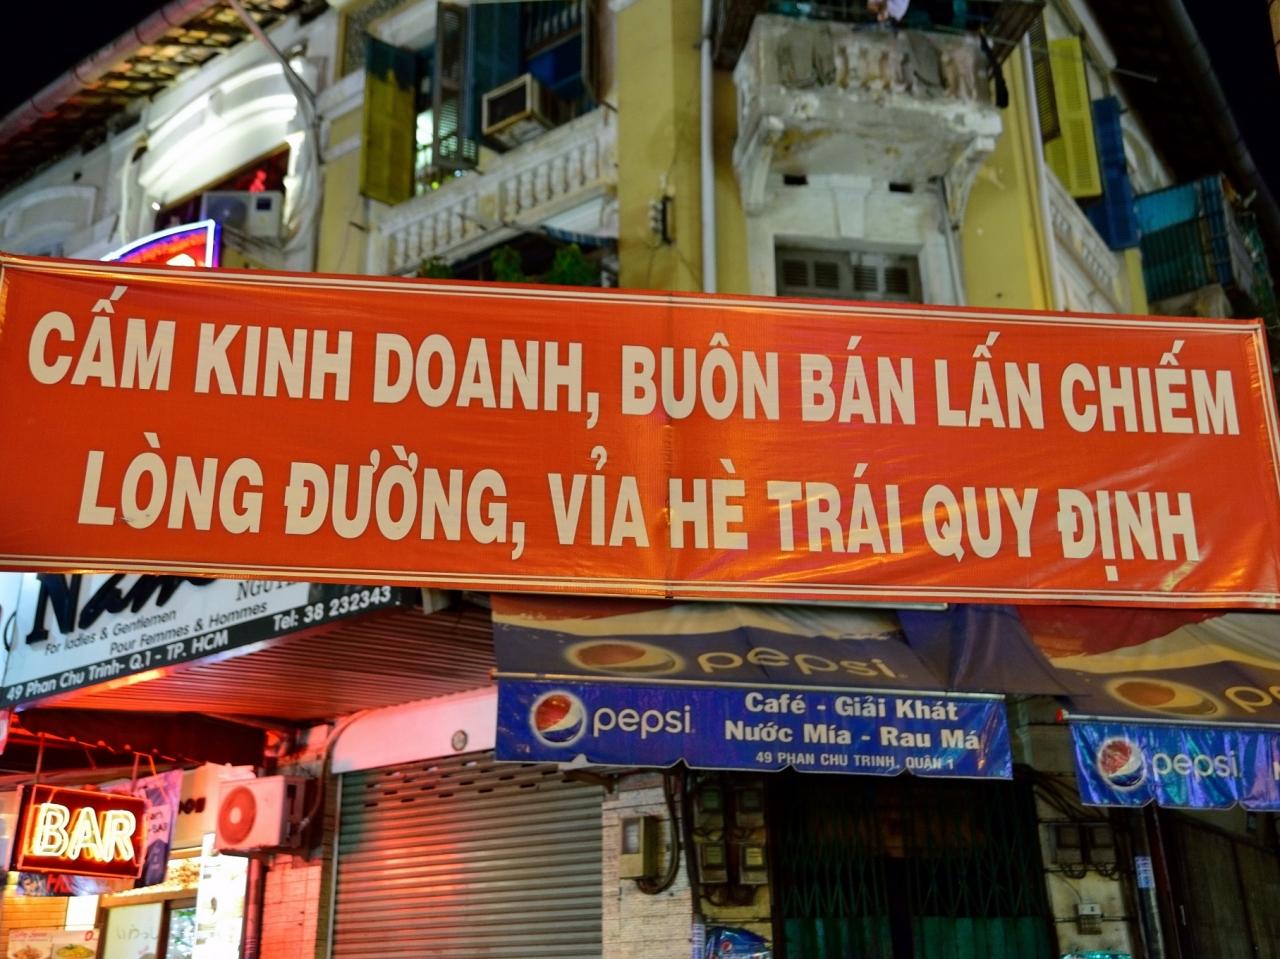 CẤM KINH DOANH, BUÔN BÁN LẤN CHIẾM
LÒNG ĐƯỜNG, VỈA HÈ TRÁI QUY ĐỊNH
For ladies & Gentlemen
Pour Femmes & Hommes
Tel: 38 232343
49 Phan Chu Trinh- Q.1 - TP. HCM
pepsi
pepsi
Café - Giải Khát
Nước Mía - Rau Má
49 PHAN CHU TRINH, QUẬN 1
pepsi
BAR